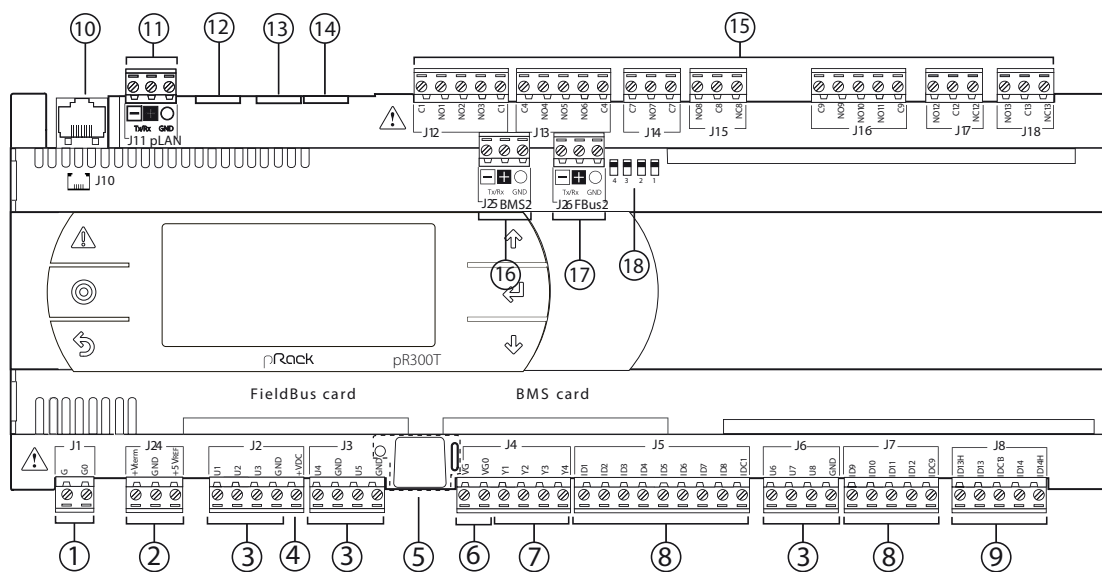 10 11 12 13 14 15
C1 NO1 NO2 NO3 C1 C4 NO4 NO5 NO6 C4 C7 NO7 C7 NO8 C8 NC8 C9 NO9 NO10 NO11 C9 NO12 C12 NC12 NO13 C13 NC13
J12 J13 J14 J15 J16 J17 J18
Tx/Rx GND
J11 pLAN
J10
Tx/Rx GND Tx/Rx GND
4 3 2 1
J25 BMS2 J26 FBus2
16 17 18
pRack pR300T
FieldBus card BMS card
J1 J24 J2 J3 J4 J5 J6 J7 J8
G G0 +Vterm GND +5VREF U1 U2 U3 GND +VDC U4 GND U5 GND VG VG0 Y1 Y2 Y3 Y4 ID1 ID2 ID3 ID4 ID5 ID6 ID7 ID8 IDC1 U6 U7 U8 GND ID9 ID10 ID11 ID12 IDC9 ID13H ID13 IDC13 ID14 ID14H
1 2 3 4 3 5 6 7 8 3 8 9